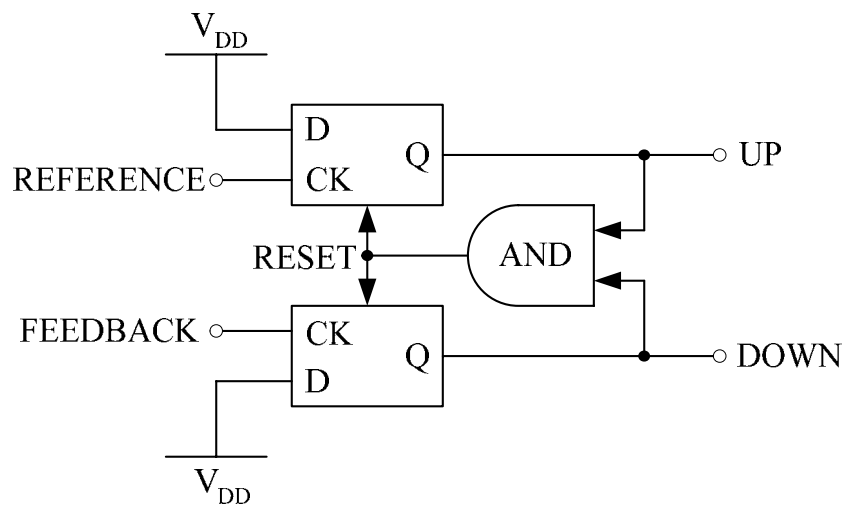 VDD
D
Q
UP
REFERENCE
CK
AND
RESET
FEEDBACK
CK
Q
DOWN
D
VDD